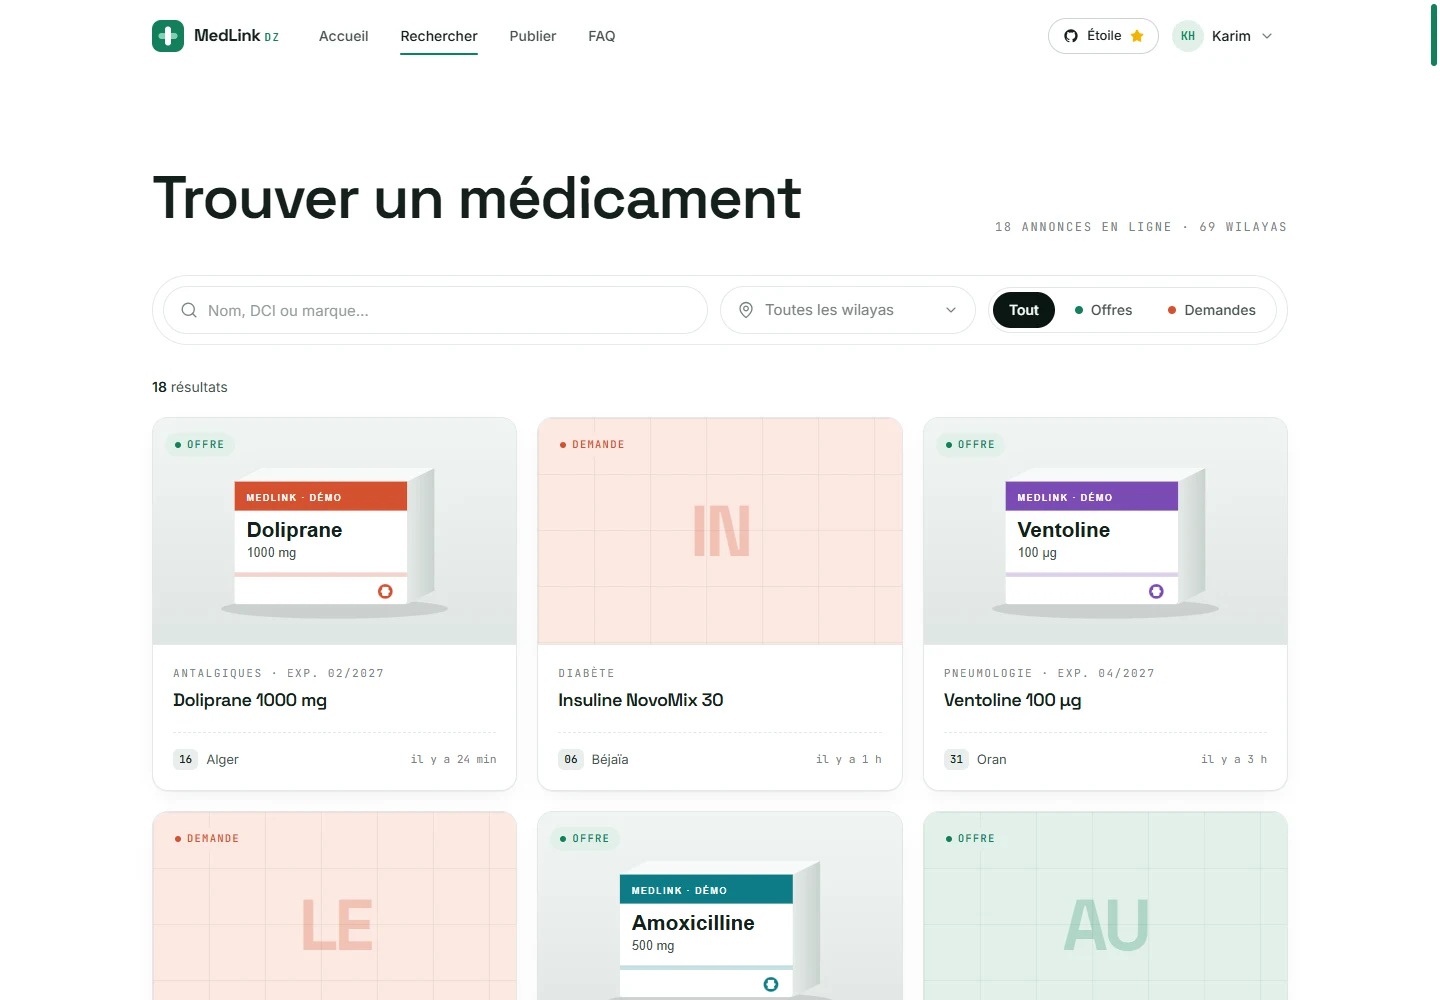 MedLink DZ
Accueil
Rechercher
Publier
FAQ
Étoile
KH
Karim
Trouver un médicament
18 ANNONCES EN LIGNE · 69 WILAYAS
Nom, DCI ou marque...
Toutes les wilayas
Tout
Offres
Demandes
18 résultats
OFFRE
MEDLINK · DÉMO
Doliprane
1000 mg
ANTALGIQUES · EXP. 02/2027
Doliprane 1000 mg
16 Alger
il y a 24 min
DEMANDE
IN
DIABÈTE
Insuline NovoMix 30
06 Béjaïa
il y a 1 h
OFFRE
MEDLINK · DÉMO
Ventoline
100 µg
PNEUMOLOGIE · EXP. 04/2027
Ventoline 100 µg
31 Oran
il y a 3 h
DEMANDE
LE
OFFRE
MEDLINK · DÉMO
Amoxicilline
500 mg
OFFRE
AU